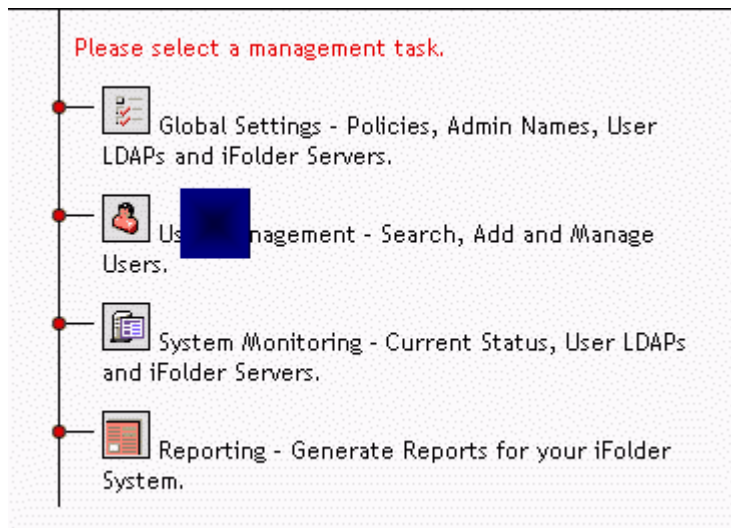 Please select a management task.
Global Settings - Policies, Admin Names, User
LDAPs and iFolder Servers.
- Search, Add and Manage
Users.
System Monitoring - Current Status, User LDAPs
and iFolder Servers.
Reporting - Generate Reports for your iFolder
System.